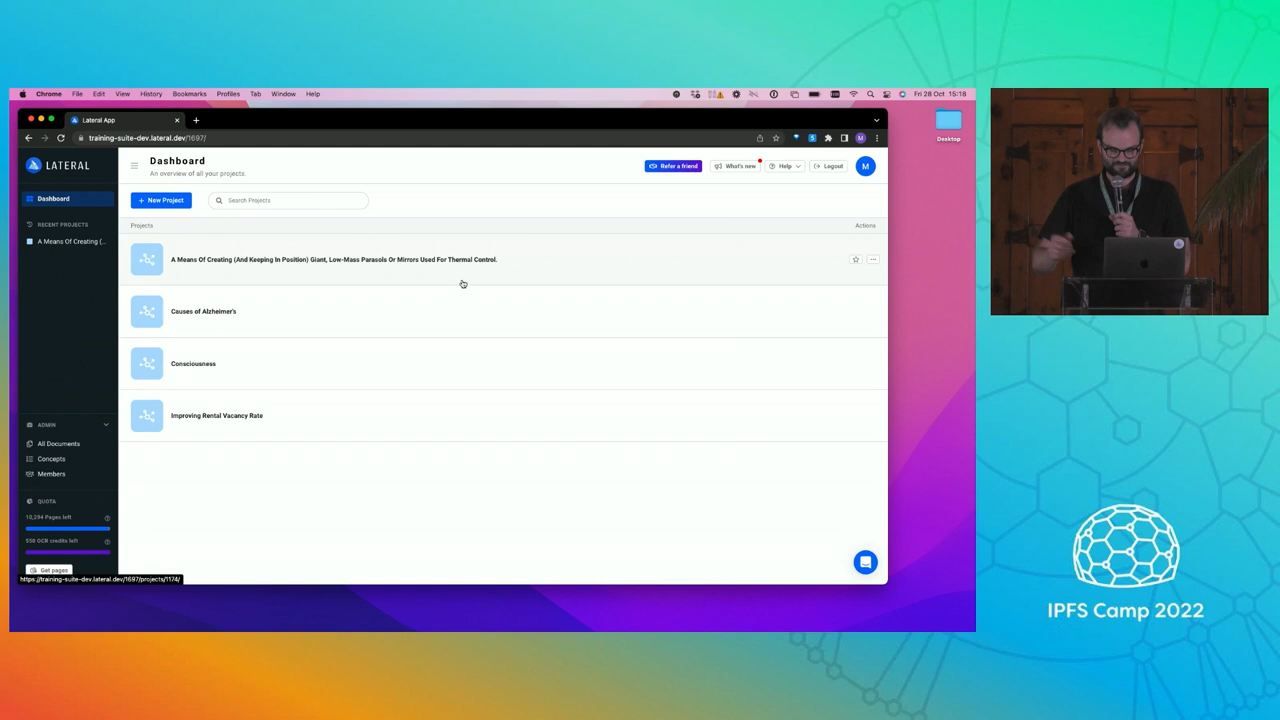 Chrome File Edit View History Bookmarks Profiles Tab Window Help
Fri 28 Oct 15:18
Lateral App
training-suite-dev.lateral.dev/1697/
Desktop
LATERAL
Dashboard
An overview of all your projects.
Refer a friend
What's new
Help
Logout
M
Dashboard
New Project
Search Projects
RECENT PROJECTS
A Means Of Creating (...
Projects
Actions
A Means Of Creating (And Keeping In Position) Giant, Low-Mass Parasols Or Mirrors Used For Thermal Control.
Causes of Alzheimer's
Consciousness
Improving Rental Vacancy Rate
ADMIN
All Documents
Concepts
Members
QUOTA
550 OCR credits left
Get pages
https://training-suite-dev.lateral.dev/1697/projects/1174/
IPFS Camp 2022